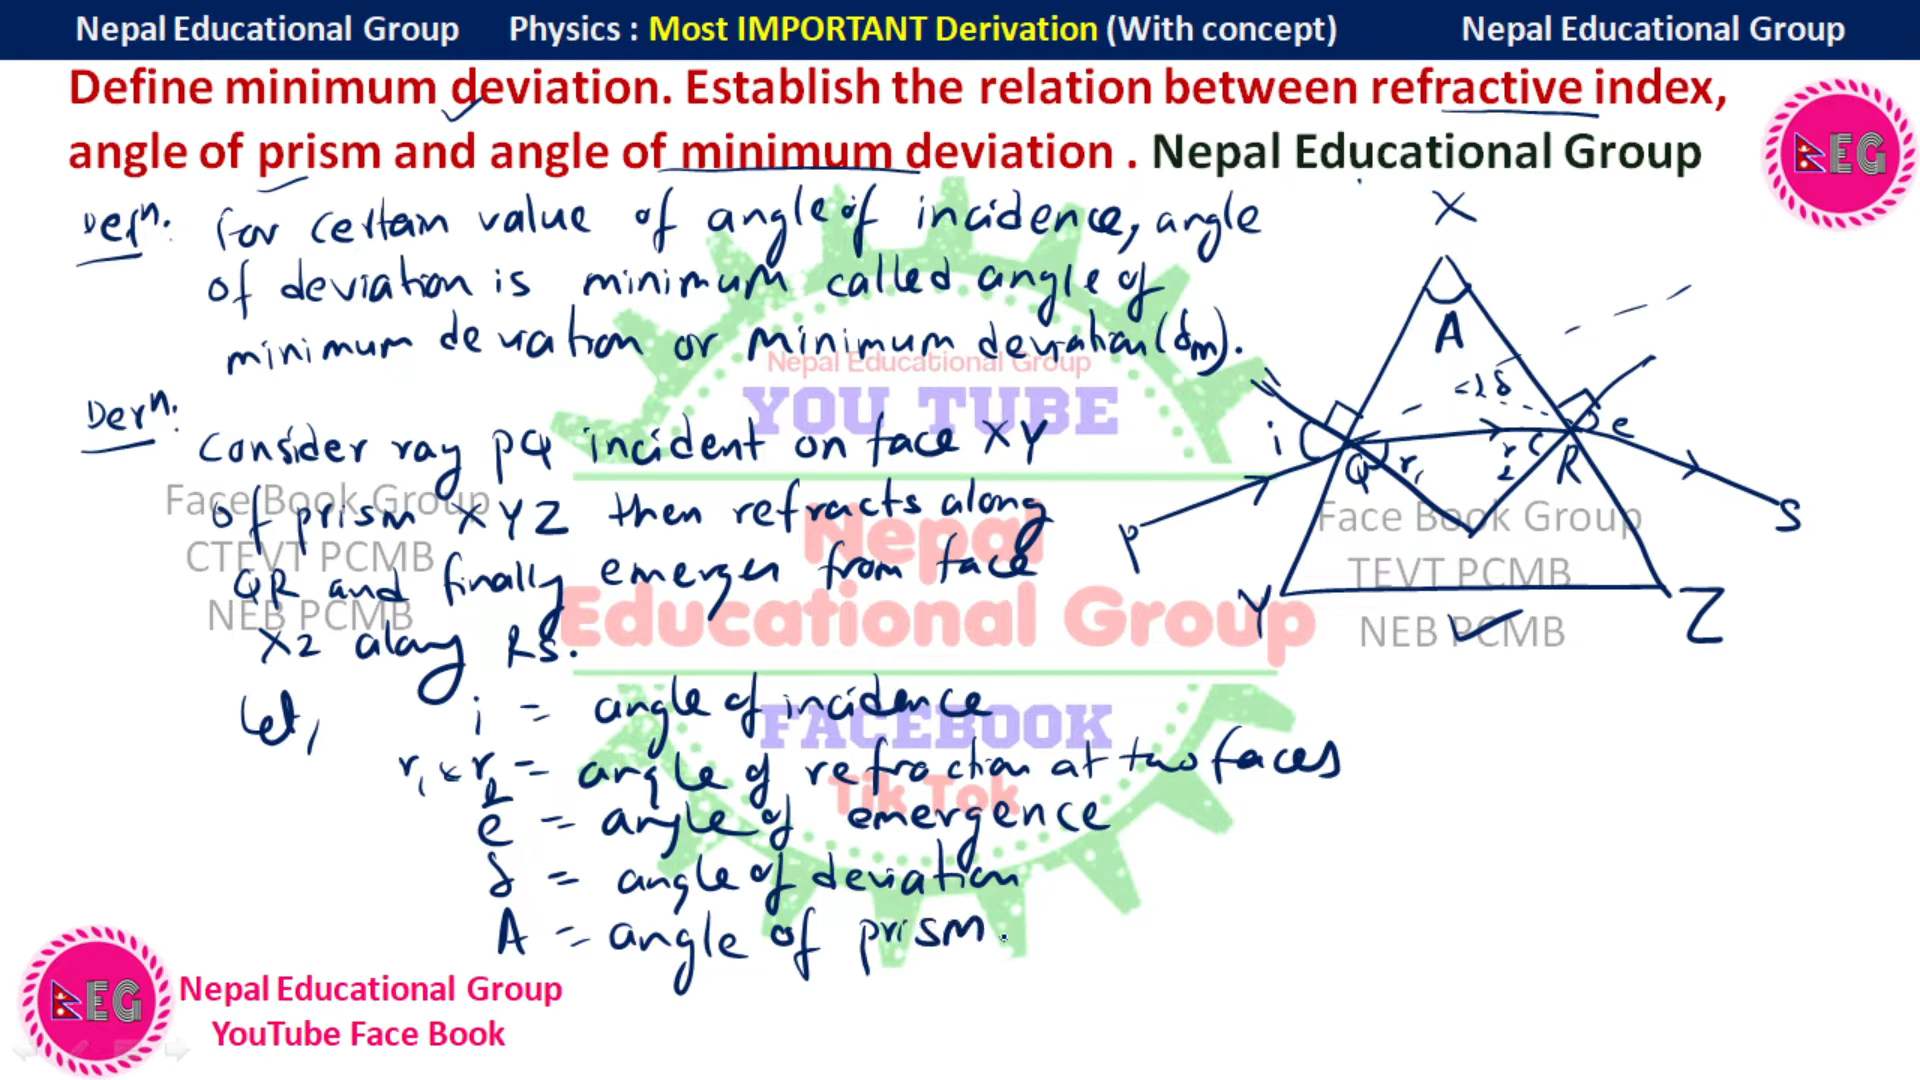 Nepal Educational Group Physics : Most IMPORTANT Derivation (With concept) Nepal Educational Group
Define minimum deviation. Establish the relation between refractive index,
angle of prism and angle of minimum deviation . Nepal Educational Group
EG
Defn. For certain value of angle of incidence, angle
of deviation is minimum called angle of
minimum deviation or minimum deviation (δm).
Nepal Educational Group
YOU TUBE
Dern. Consider ray PQ incident on face XY
of prism XYZ then refracts along
QR and finally emerges from face
XZ along RS.
Face Book Group
CTEVT PCMB
NEB PCMB
Nepal
Educational Group
Let, i = angle of incidence
r1 & r2 = angle of refraction at two faces
e = angle of emergence
δ = angle of deviation
A = angle of prism.
FACEBOOK
Tik Tok
X
A
δ
i
e
Q
r1
r2
R
P
S
Y
Z
Face Book Group
TEVT PCMB
NEB PCMB
EG
Nepal Educational Group
YouTube Face Book